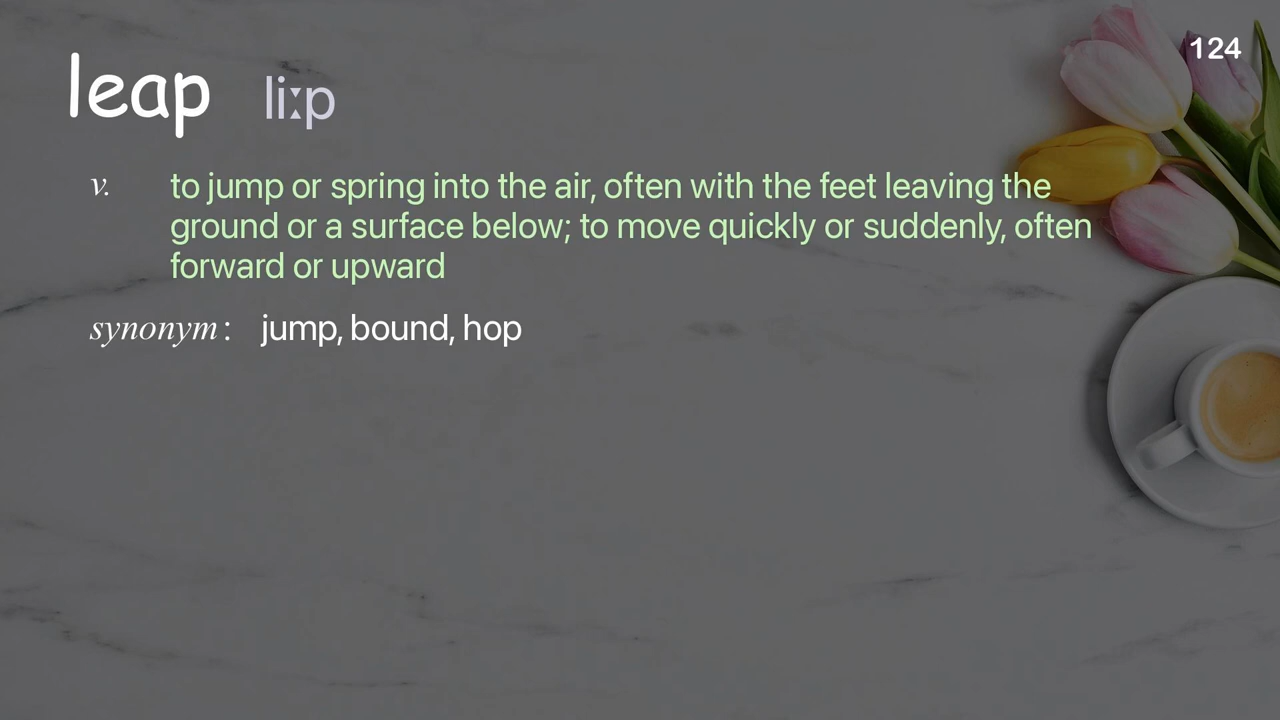 124
leap li:p
v. to jump or spring into the air, often with the feet leaving the
ground or a surface below; to move quickly or suddenly, often
forward or upward
synonym: jump, bound, hop